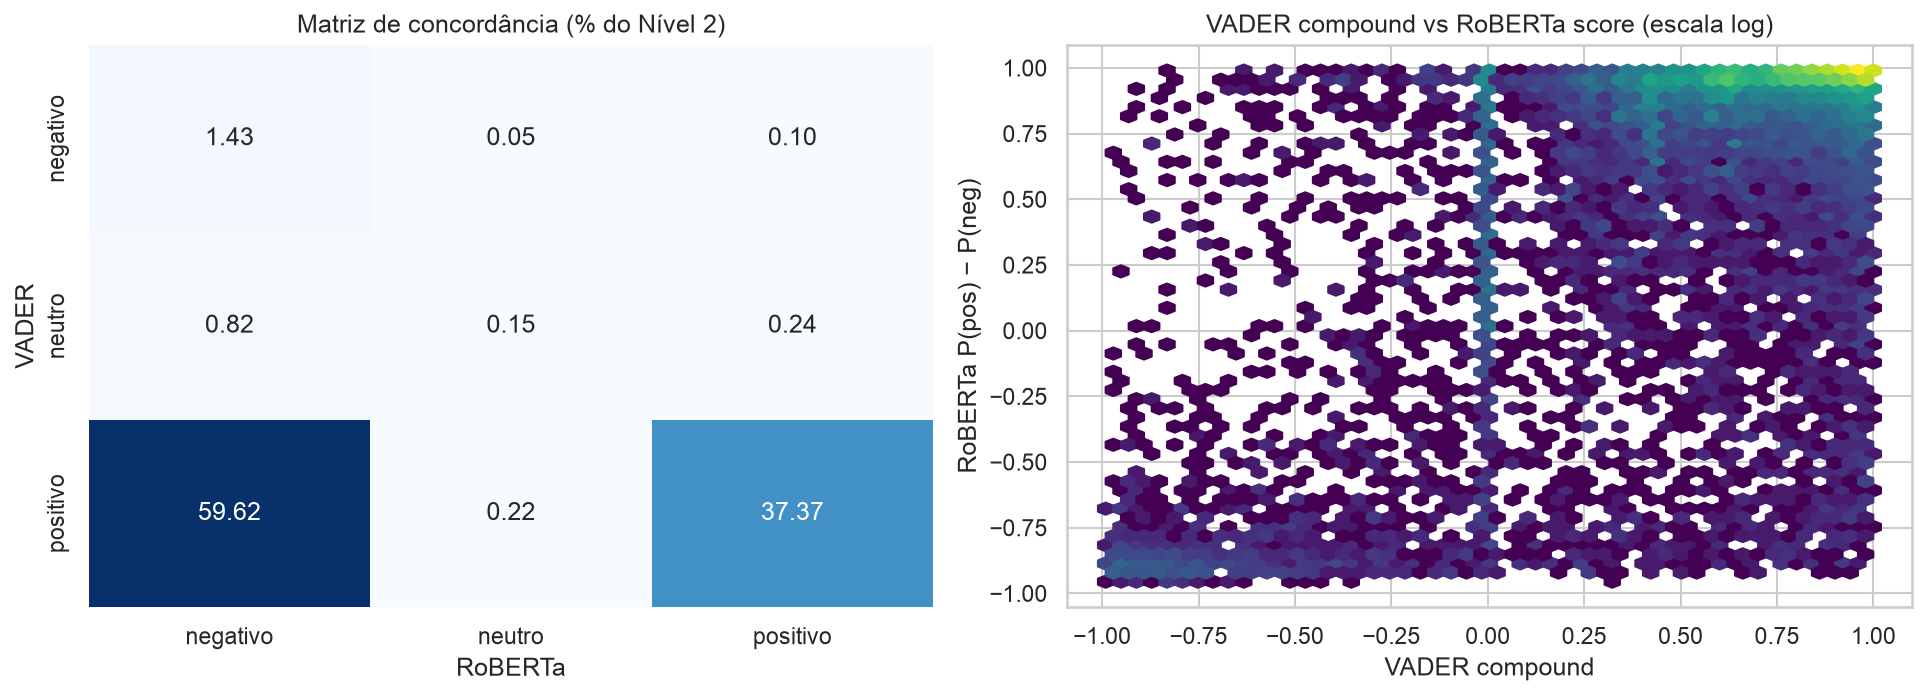 Matriz de concordância (% do Nível 2)
VADER
negativo
neutro
positivo
1.43 0.05 0.10
0.82 0.15 0.24
59.62 0.22 37.37
negativo neutro positivo
RoBERTa
VADER compound vs RoBERTa score (escala log)
RoBERTa P(pos) − P(neg)
1.00
0.75
0.50
0.25
0.00
−0.25
−0.50
−0.75
−1.00
−1.00 −0.75 −0.50 −0.25 0.00 0.25 0.50 0.75 1.00
VADER compound